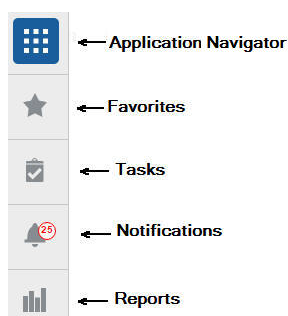 Application Navigator
Favorites
Tasks
25
Notifications
Reports